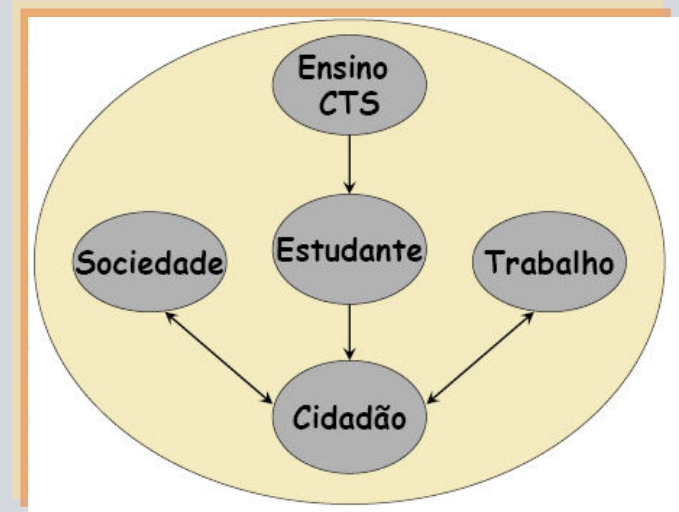 Ensino
CTS
Sociedade
Estudante
Trabalho
Cidadão